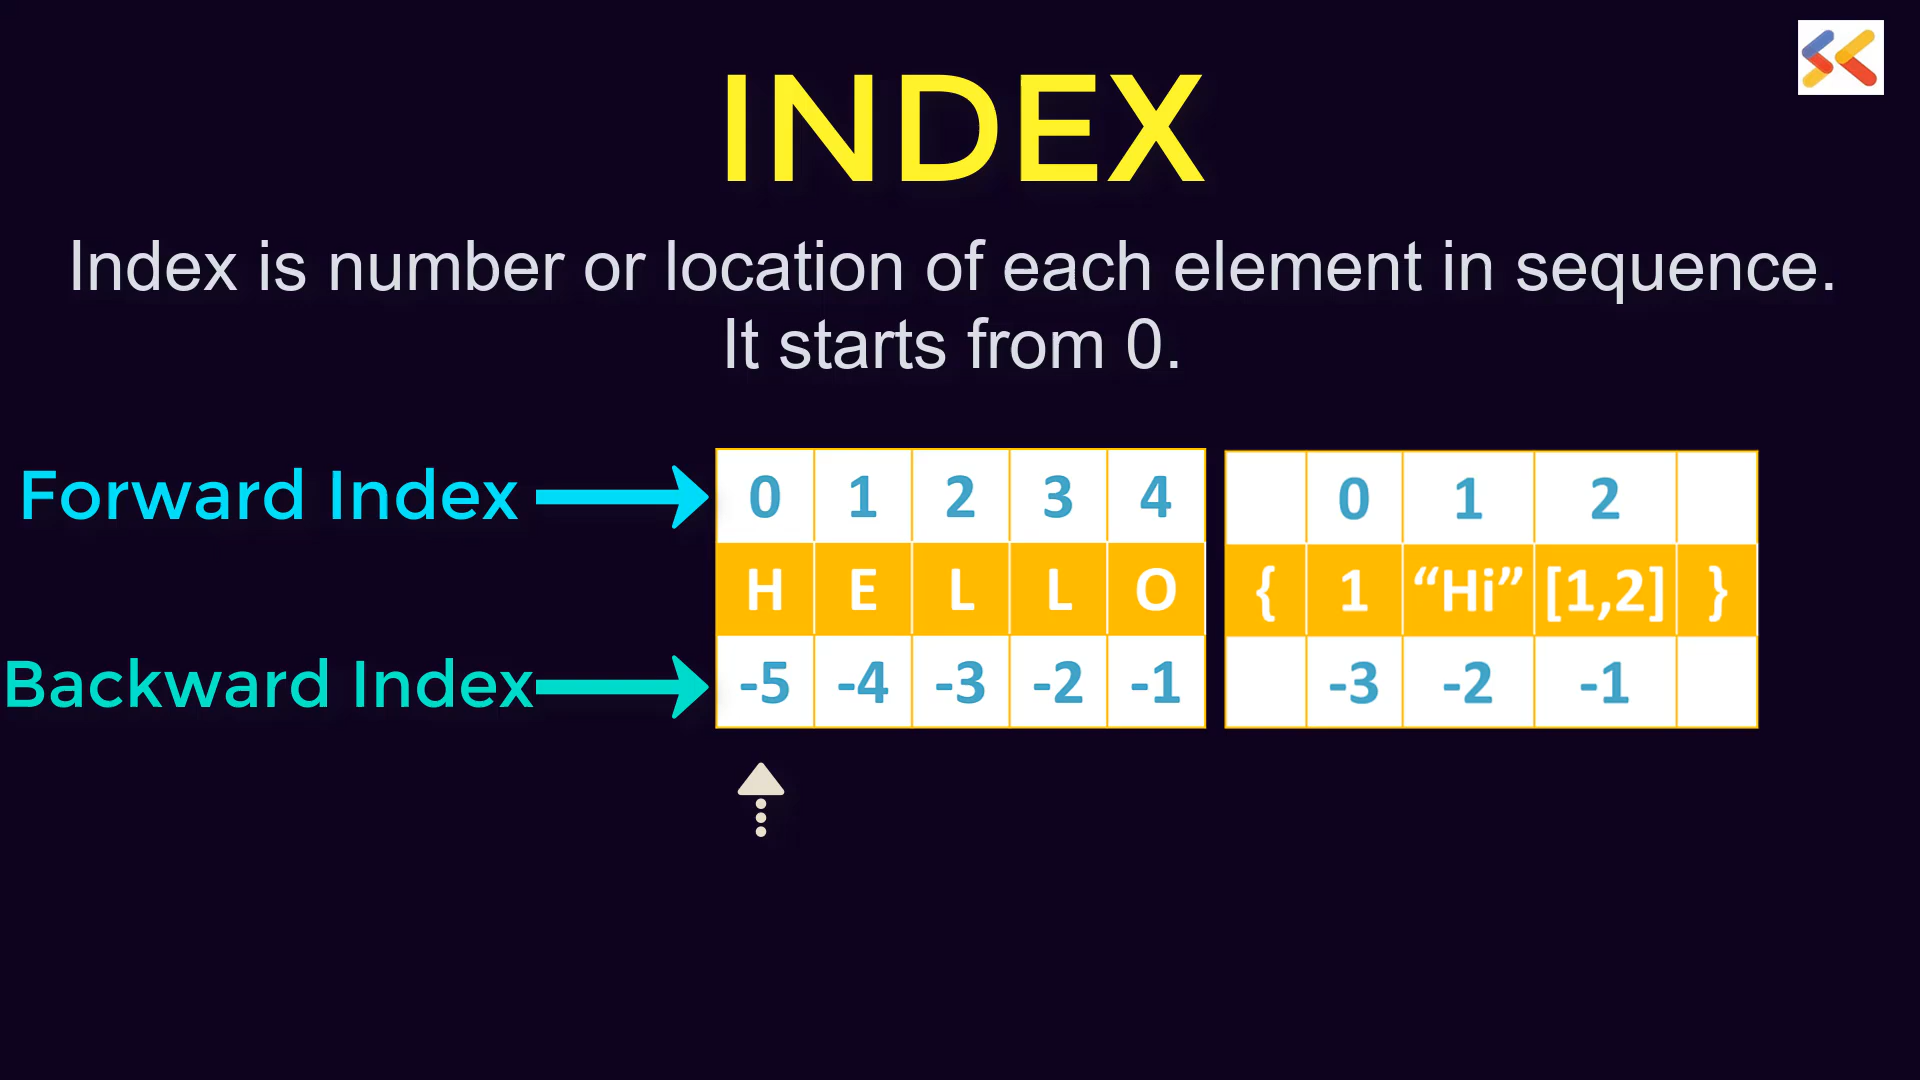 INDEX
Index is number or location of each element in sequence.
It starts from 0.
Forward Index
0 1 2 3 4
H E L L O
Backward Index
-5 -4 -3 -2 -1
0 1 2
{ 1 “Hi” [1,2] }
-3 -2 -1